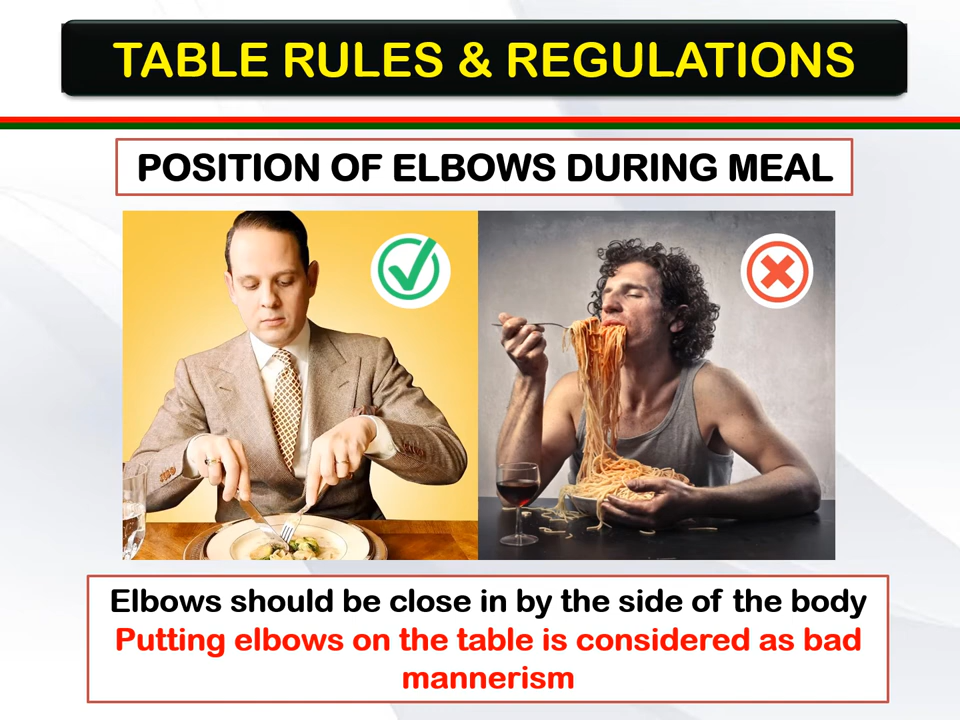 TABLE RULES & REGULATIONS
POSITION OF ELBOWS DURING MEAL
Elbows should be close in by the side of the body
Putting elbows on the table is considered as bad
mannerism